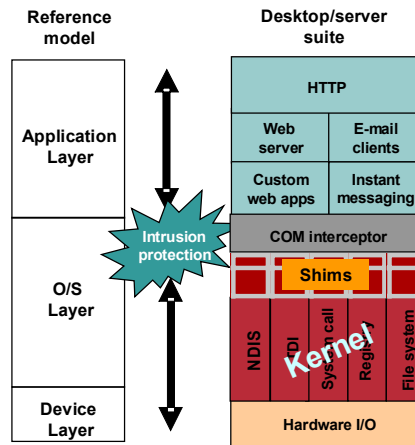 Reference
model
Desktop/server
suite
Application
Layer
O/S
Layer
Device
Layer
Intrusion
protection
HTTP
Web
server
E-mail
clients
Custom
web apps
Instant
messaging
COM interceptor
Shims
NDIS
TDI
System call
Registry
File system
Kernel
Hardware I/O